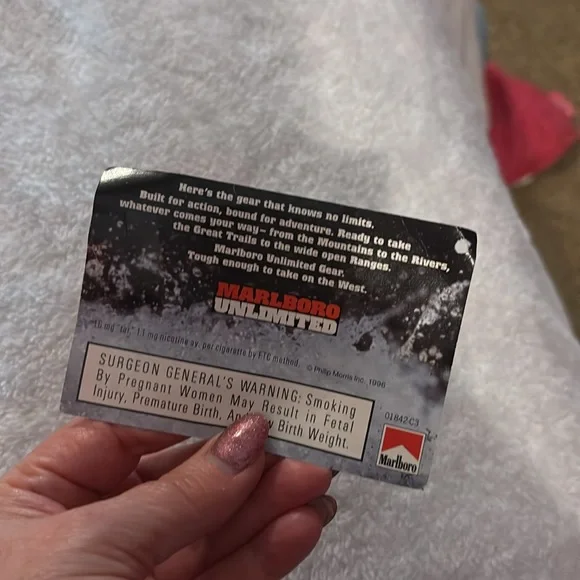 Here's the gear that knows no limits.
Built for action, bound for adventure. Ready to take
whatever comes your way—from the Mountains to the Rivers,
the Great Trails to the wide open Ranges.
Marlboro Unlimited Gear.
Tough enough to take on the West.
MARLBORO
UNLIMITED
mg "tar," 1.1 mg nicotine av. per cigarette by FTC method.
© Philip Morris Inc. 1996
SURGEON GENERAL'S WARNING: Smoking
By Pregnant Women May Result in Fetal
Injury, Premature Birth, Birth Weight.
01842-C3
Marlboro